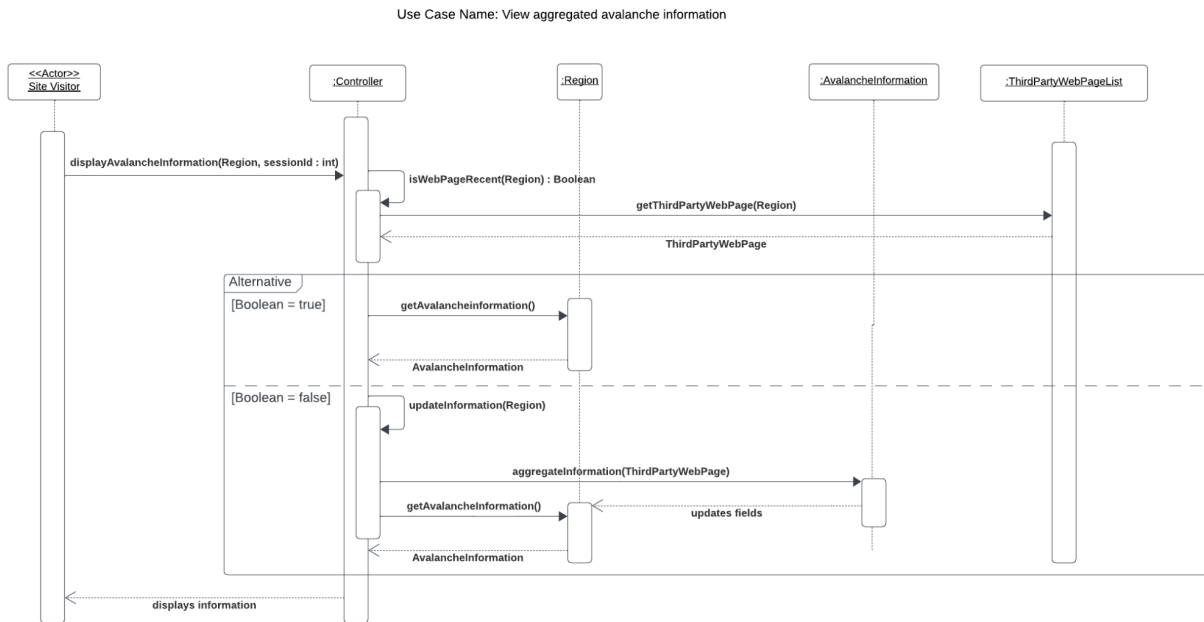 Use Case Name: View aggregated avalanche information
<<Actor>>
Site Visitor
:Controller
:Region
:AvalancheInformation
:ThirdPartyWebPageList
displayAvalancheInformation(Region, sessionId : int)
isWebPageRecent(Region) : Boolean
getThirdPartyWebPage(Region)
ThirdPartyWebPage
Alternative
[Boolean = true]
getAvalancheinformation()
AvalancheInformation
[Boolean = false]
updateInformation(Region)
aggregateInformation(ThirdPartyWebPage)
getAvalancheInformation()
updates fields
AvalancheInformation
displays information